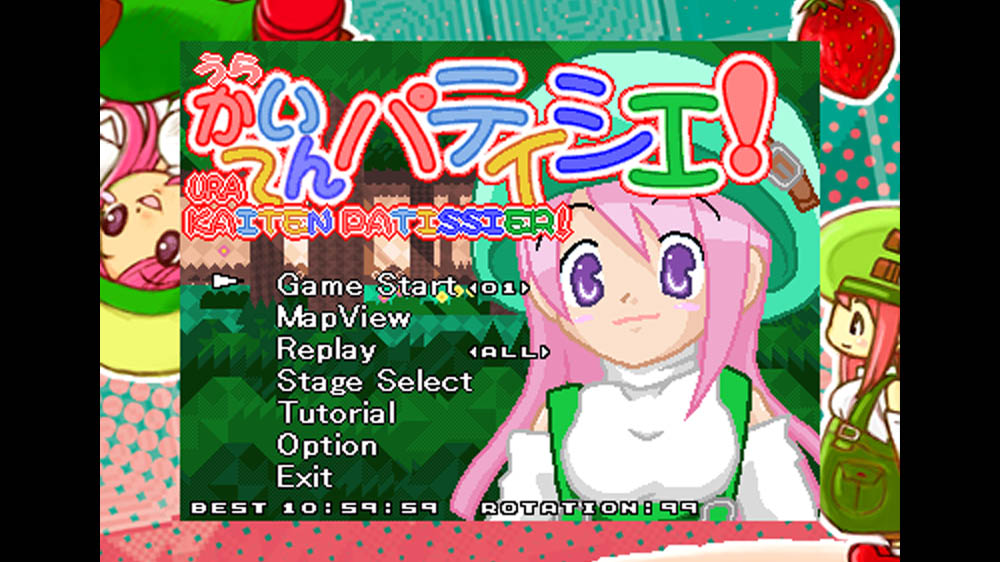 うら
かいてんパティシエ!
URA
KAITEN PATISSIER!
Game Start ◂01▸
MapView
Replay ◂ALL▸
Stage Select
Tutorial
Option
Exit
BEST 10:59:59 ROTATION:99